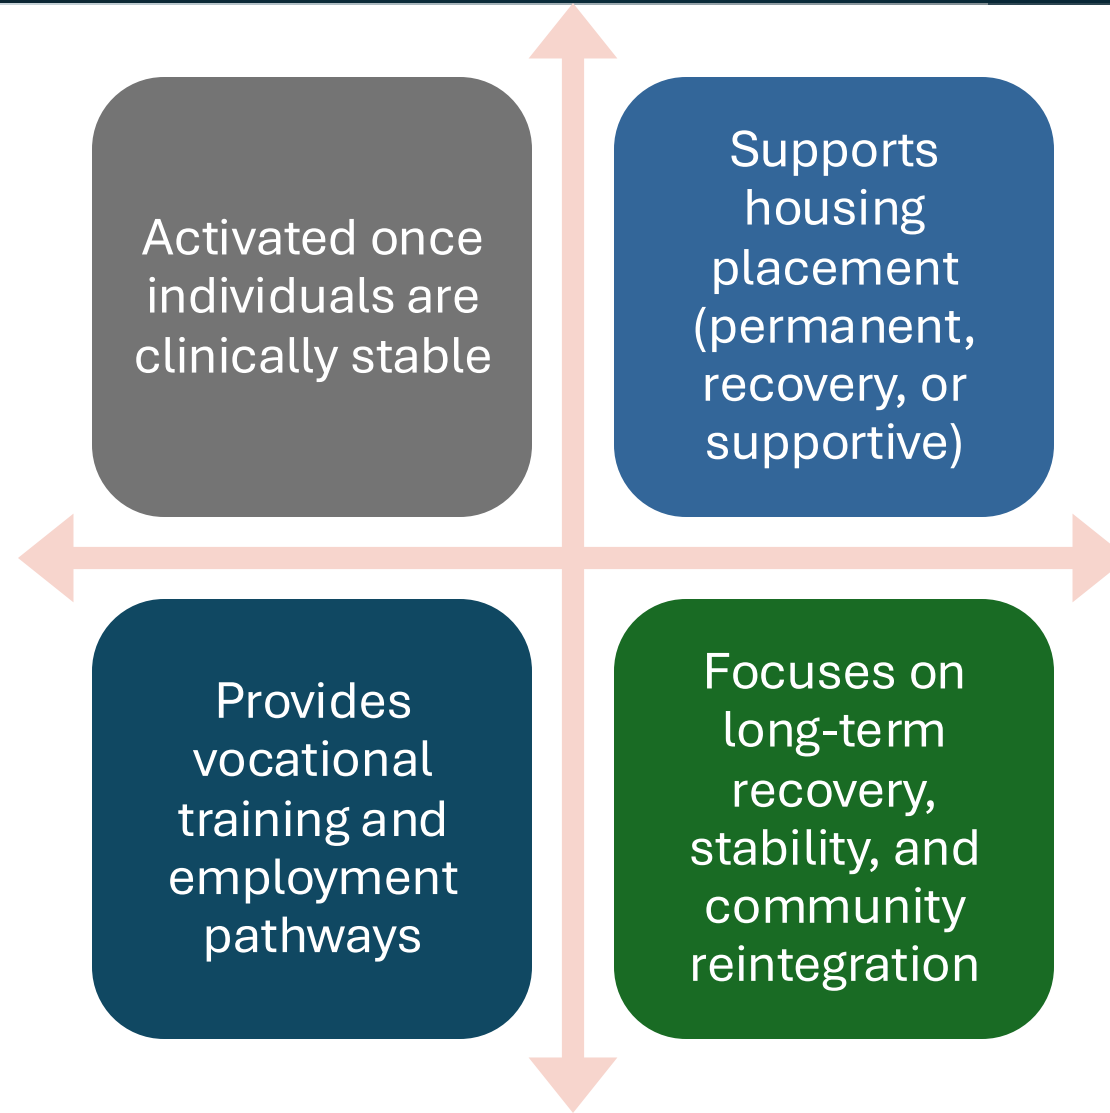 Activated once
individuals are
clinically stable
Supports
housing
placement
(permanent,
recovery, or
supportive)
Provides
vocational
training and
employment
pathways
Focuses on
long-term
recovery,
stability, and
community
reintegration